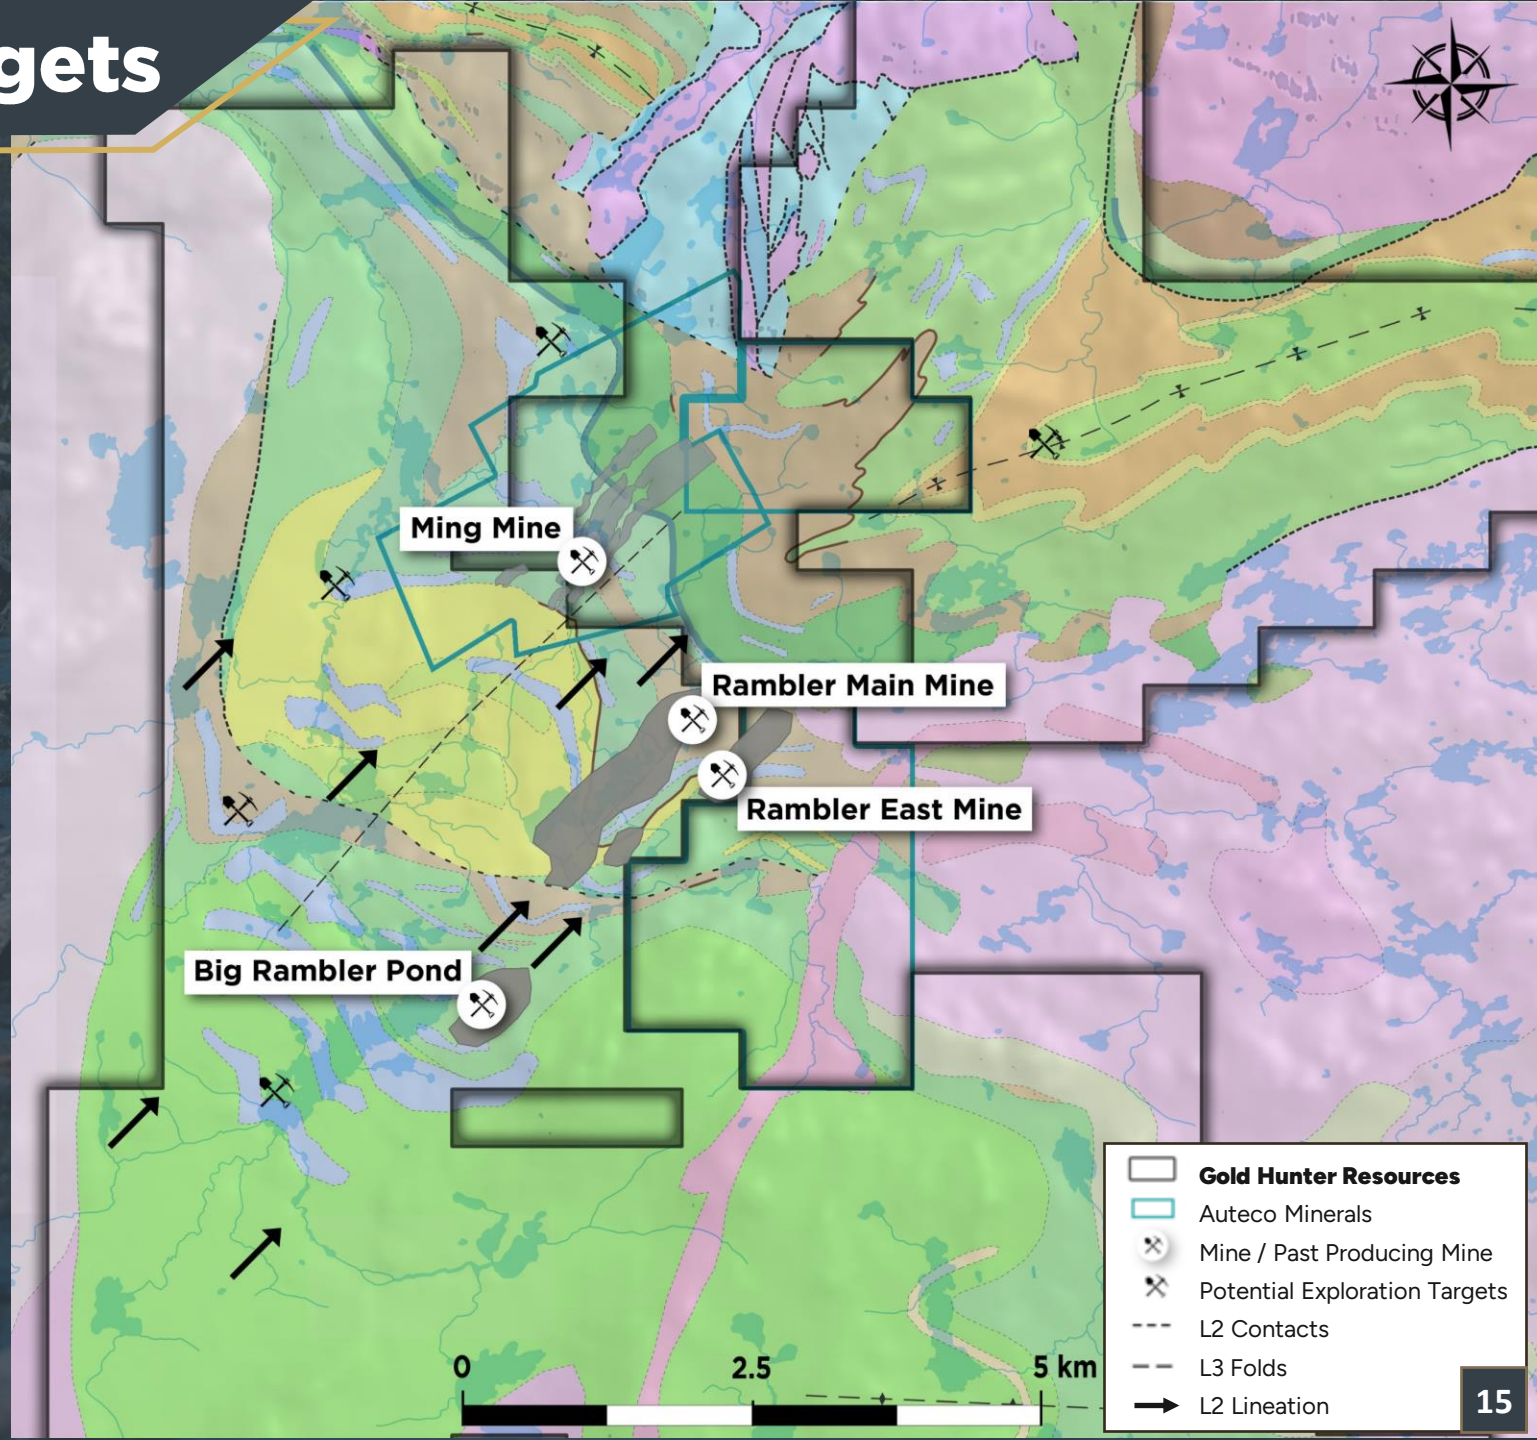 gets
Ming Mine
Rambler Main Mine
Rambler East Mine
Big Rambler Pond
0 2.5 5 km
Gold Hunter Resources
Auteco Minerals
Mine / Past Producing Mine
Potential Exploration Targets
L2 Contacts
L3 Folds
L2 Lineation
15